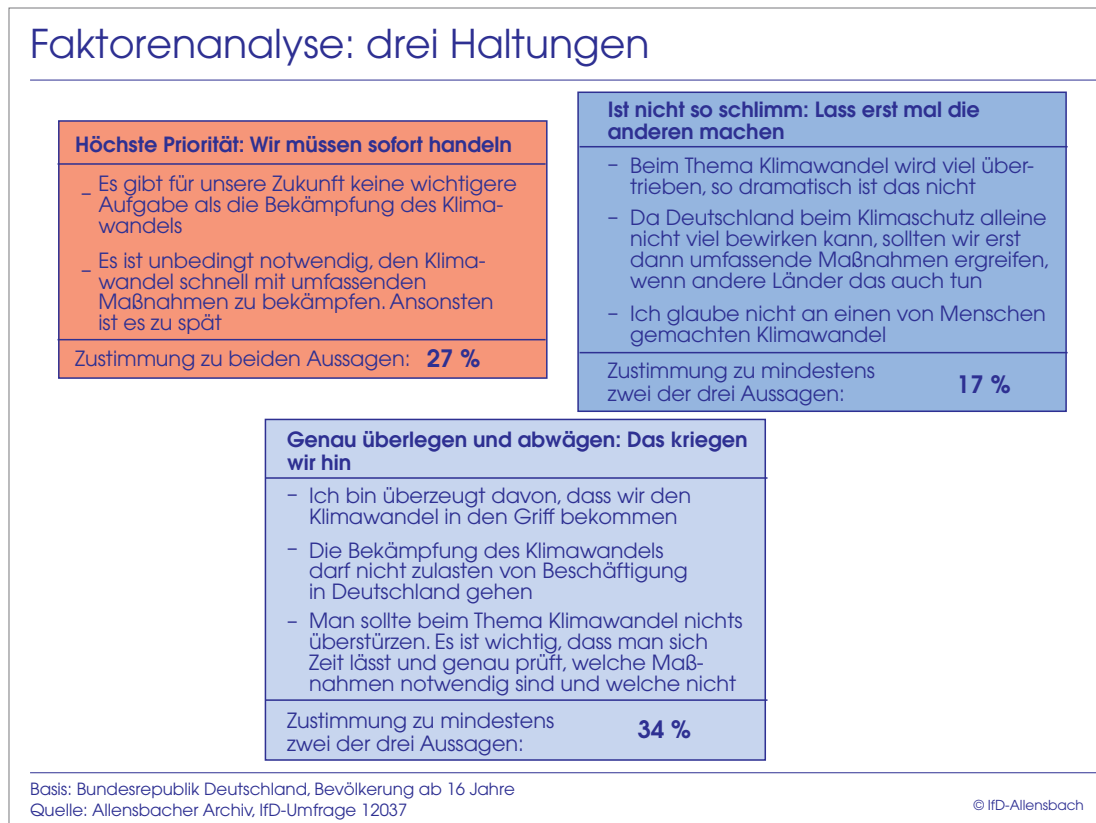 Faktorenanalyse: drei Haltungen
Höchste Priorität: Wir müssen sofort handeln
_ Es gibt für unsere Zukunft keine wichtigere
Aufgabe als die Bekämpfung des Klima-
wandels
_ Es ist unbedingt notwendig, den Klima-
wandel schnell mit umfassenden
Maßnahmen zu bekämpfen. Ansonsten
ist es zu spät
Zustimmung zu beiden Aussagen: 27 %
Ist nicht so schlimm: Lass erst mal die
anderen machen
– Beim Thema Klimawandel wird viel über-
trieben, so dramatisch ist das nicht
– Da Deutschland beim Klimaschutz alleine
nicht viel bewirken kann, sollten wir erst
dann umfassende Maßnahmen ergreifen,
wenn andere Länder das auch tun
– Ich glaube nicht an einen von Menschen
gemachten Klimawandel
Zustimmung zu mindestens
zwei der drei Aussagen: 17 %
Genau überlegen und abwägen: Das kriegen
wir hin
– Ich bin überzeugt davon, dass wir den
Klimawandel in den Griff bekommen
– Die Bekämpfung des Klimawandels
darf nicht zulasten von Beschäftigung
in Deutschland gehen
– Man sollte beim Thema Klimawandel nichts
überstürzen. Es ist wichtig, dass man sich
Zeit lässt und genau prüft, welche Maß-
nahmen notwendig sind und welche nicht
Zustimmung zu mindestens
zwei der drei Aussagen: 34 %
Basis: Bundesrepublik Deutschland, Bevölkerung ab 16 Jahre
Quelle: Allensbacher Archiv, IfD-Umfrage 12037
© IfD-Allensbach